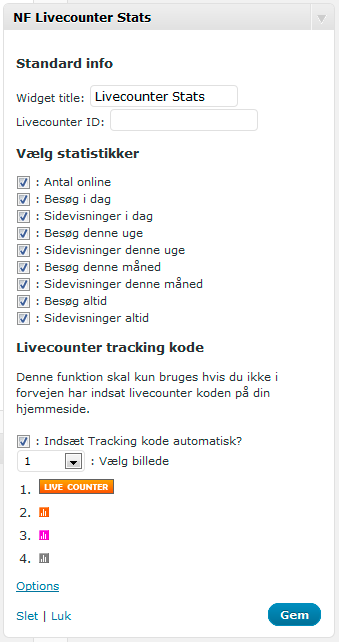 NF Livecounter Stats
Standard info
Widget title: Livecounter Stats
Livecounter ID:
Vælg statistikker
: Antal online
: Besøg i dag
: Sidevisninger i dag
: Besøg denne uge
: Sidevisninger denne uge
: Besøg denne måned
: Sidevisninger denne måned
: Besøg altid
: Sidevisninger altid
Livecounter tracking kode
Denne funktion skal kun bruges hvis du ikke i
forvejen har indsat livecounter koden på din
hjemmeside.
: Indsæt Tracking kode automatisk?
1 : Vælg billede
1. LIVE COUNTER
2.
3.
4.
Options
Slet | Luk
Gem